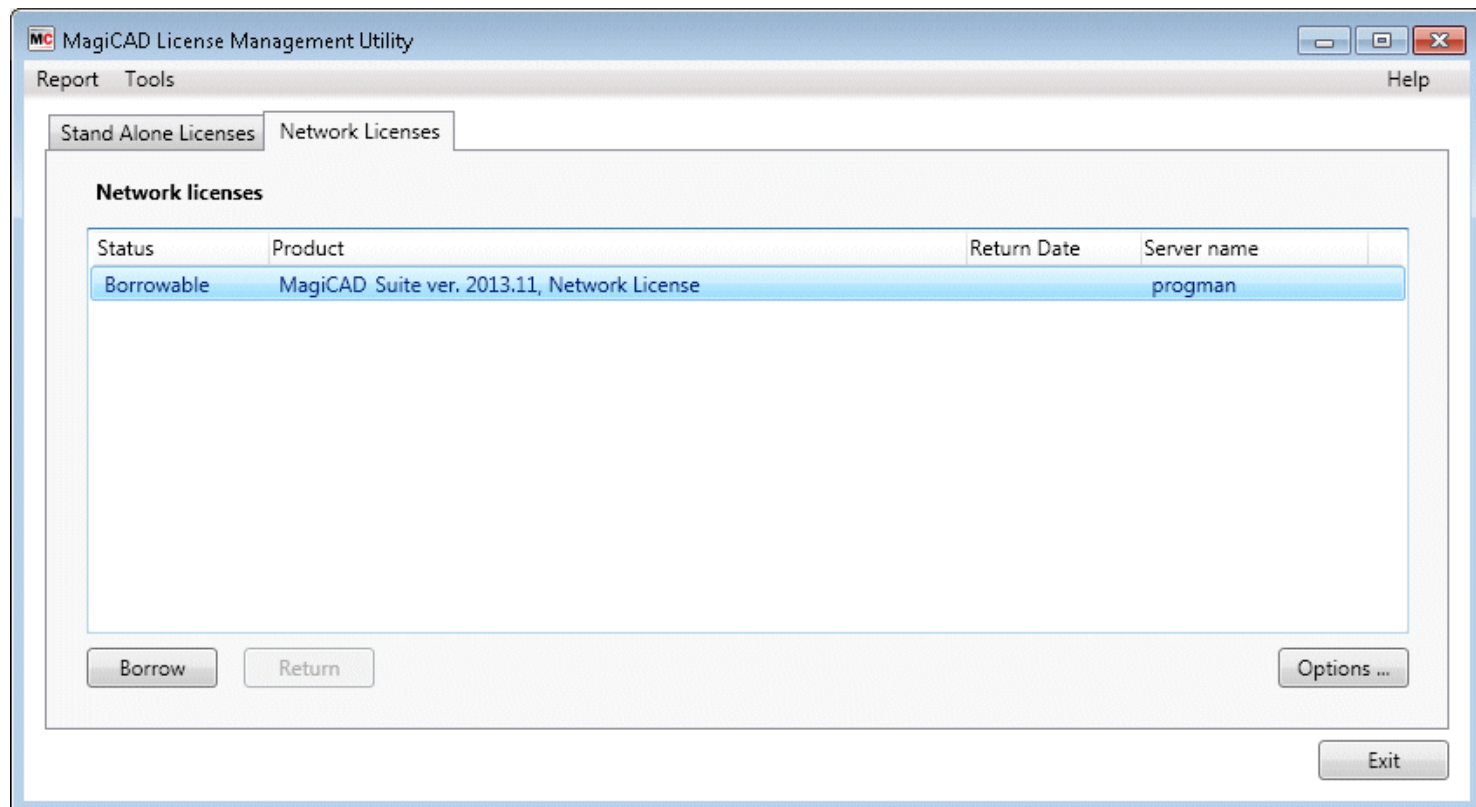 MC MagiCAD License Management Utility
Report Tools Help
Stand Alone Licenses Network Licenses
Network licenses
Status Product Return Date Server name
Borrowable MagiCAD Suite ver. 2013.11, Network License progman
Borrow Return Options ...
Exit